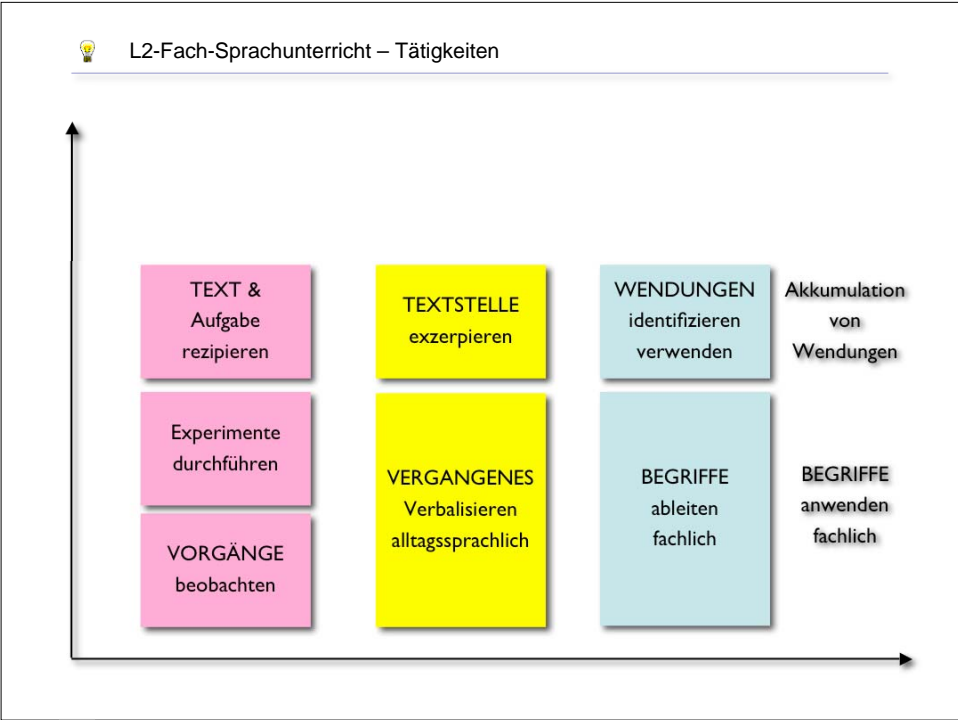 L2-Fach-Sprachunterricht – Tätigkeiten
TEXT &
Aufgabe
rezipieren
TEXTSTELLE
exzerpieren
WENDUNGEN
identifizieren
verwenden
Akkumulation
von
Wendungen
Experimente
durchführen
VORGÄNGE
beobachten
VERGANGENES
Verbalisieren
alltagssprachlich
BEGRIFFE
ableiten
fachlich
BEGRIFFE
anwenden
fachlich